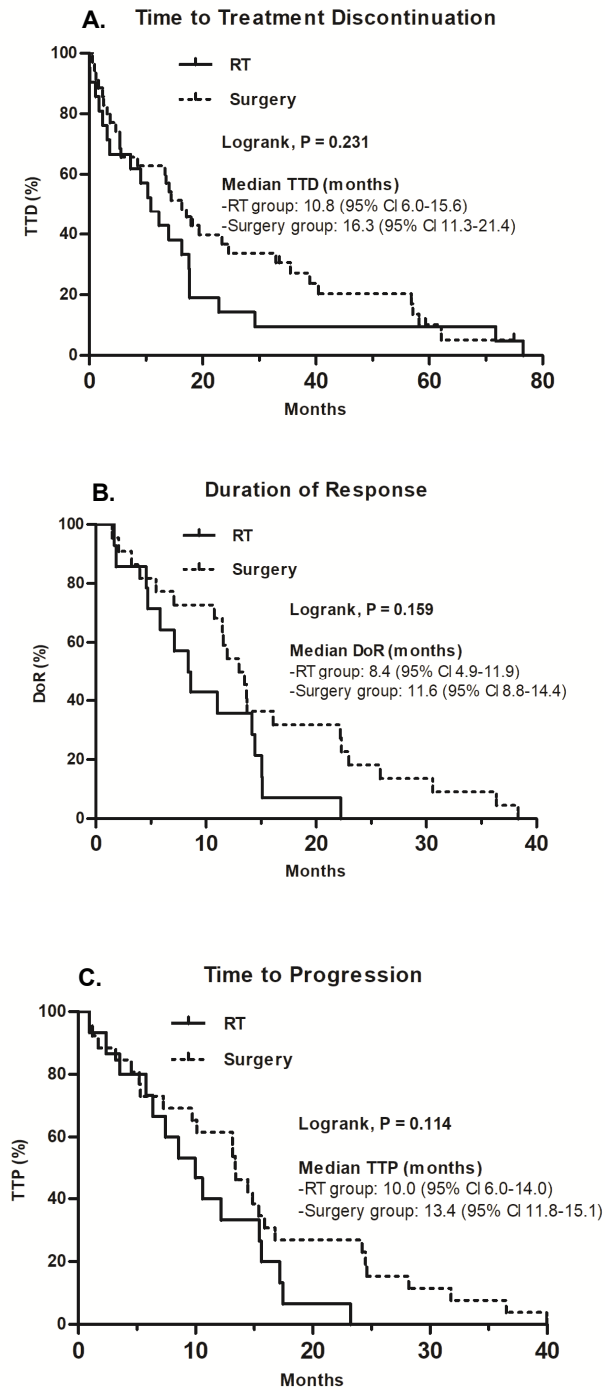 A. Time to Treatment Discontinuation
100
80
60
40
20
0
TTD (%)
RT
Surgery
Logrank, P = 0.231
Median TTD (months)
-RT group: 10.8 (95% CI 6.0-15.6)
-Surgery group: 16.3 (95% CI 11.3-21.4)
0 20 40 60 80
Months
B. Duration of Response
100
80
60
40
20
0
DoR (%)
RT
Surgery
Logrank, P = 0.159
Median DoR (months)
-RT group: 8.4 (95% CI 4.9-11.9)
-Surgery group: 11.6 (95% CI 8.8-14.4)
0 10 20 30 40
Months
C. Time to Progression
100
80
60
40
20
0
TTP (%)
RT
Surgery
Logrank, P = 0.114
Median TTP (months)
-RT group: 10.0 (95% CI 6.0-14.0)
-Surgery group: 13.4 (95% CI 11.8-15.1)
0 10 20 30 40
Months